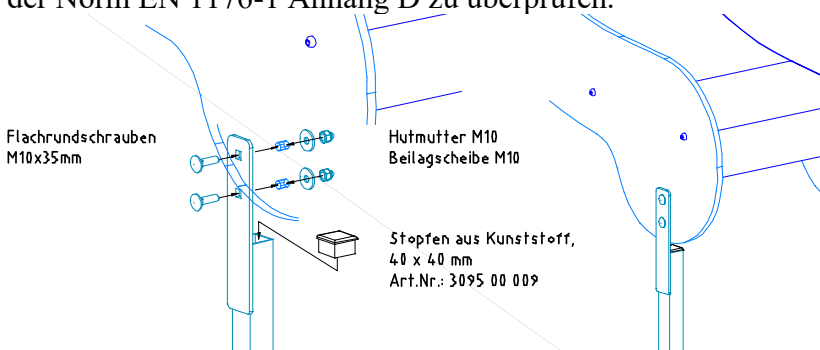 der Norm EN 1176-1 Anhang D zu überprüfen.
Flachrundschrauben
M10x35mm
Hutmutter M10
Beilagscheibe M10
Stopfen aus Kunststoff,
40 x 40 mm
Art.Nr.: 3095 00 009